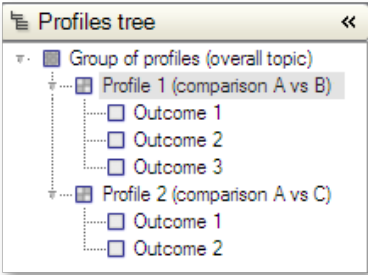 Profiles tree «
Group of profiles (overall topic)
Profile 1 (comparison A vs B)
Outcome 1
Outcome 2
Outcome 3
Profile 2 (comparison A vs C)
Outcome 1
Outcome 2